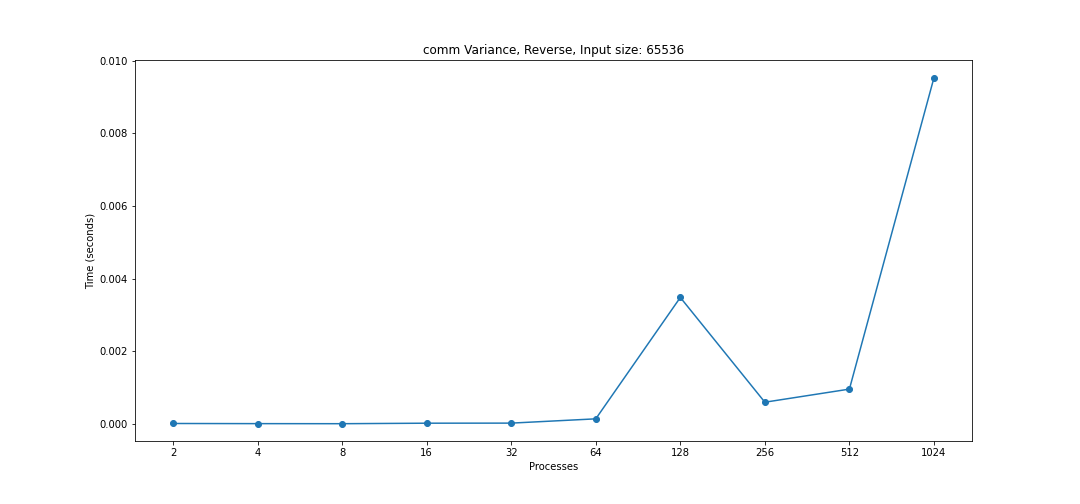 comm Variance, Reverse, Input size: 65536
0.010
0.008
0.006
0.004
0.002
0.000
Time (seconds)
2 4 8 16 32 64 128 256 512 1024
Processes